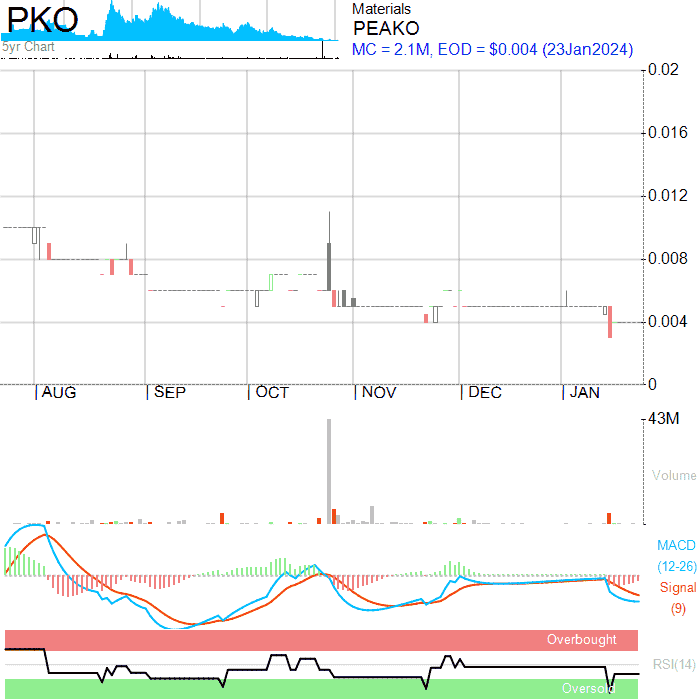 PKO
5yr Chart
Materials
PEAKO
MC = 2.1M, EOD = $0.004 (23Jan2024)
0.02
0.016
0.012
0.008
0.004
0
AUG SEP OCT NOV DEC JAN
43M
Volume
MACD
(12-26)
Signal
(9)
Overbought
RSI(14)
Oversold